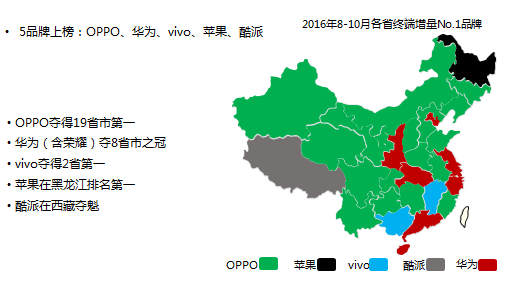 5品牌上榜：OPPO、华为、vivo、苹果、酷派
2016年8-10月各省终端增量No.1品牌
OPPO夺得19省市第一
华为（含荣耀）夺8省市之冠
vivo夺得2省第一
苹果在黑龙江排名第一
酷派在西藏夺魁
OPPO 苹果 vivo 酷派 华为